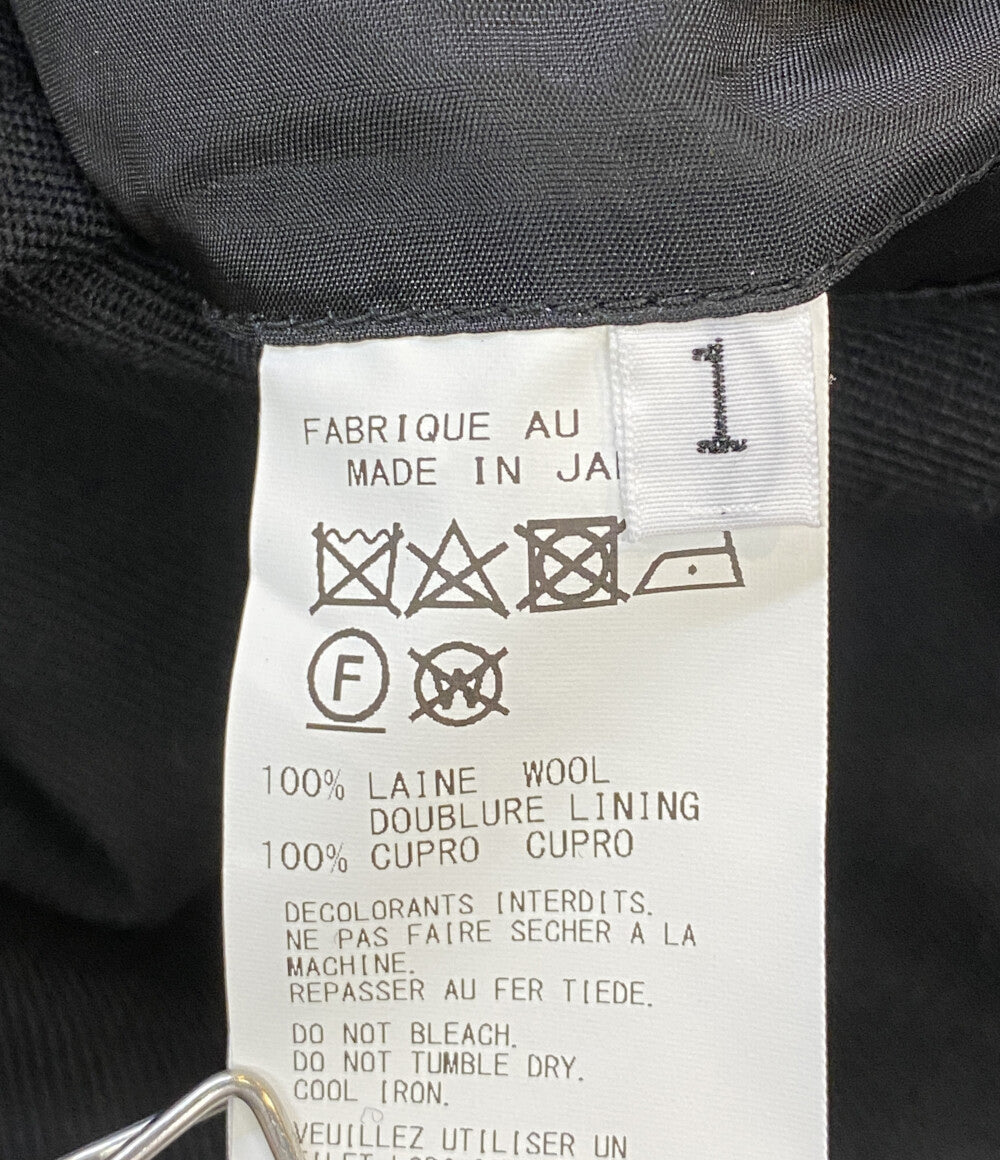 1
FABRIQUE AU
MADE IN
F
W
100% LAINE WOOL
DOUBLURE LINING
100% CUPRO CUPRO
DECOLORANTS INTERDITS.
NE PAS FAIRE SECHER A LA
MACHINE.
REPASSER AU FER TIEDE.
DO NOT BLEACH.
DO NOT TUMBLE DRY.
COOL IRON.
VEUILLEZ UTILISER UN